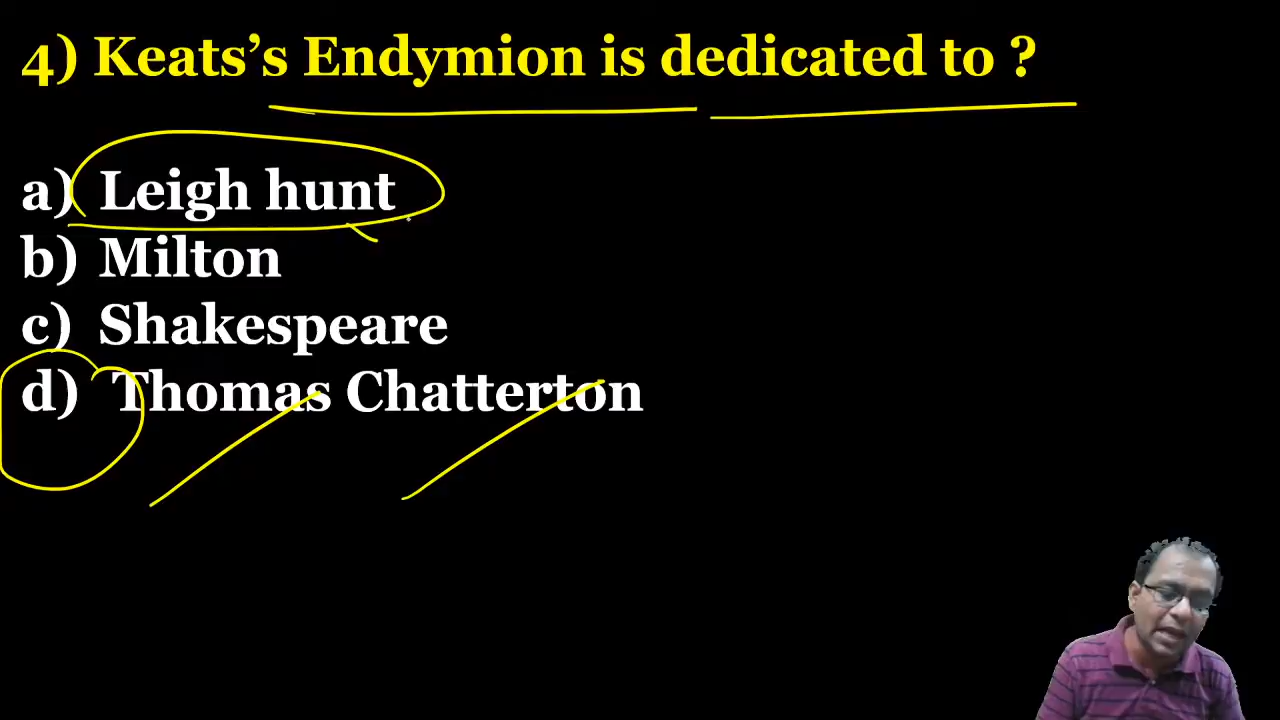 4) Keats’s Endymion is dedicated to ?
a) Leigh hunt
b) Milton
c) Shakespeare
d) Thomas Chatterton